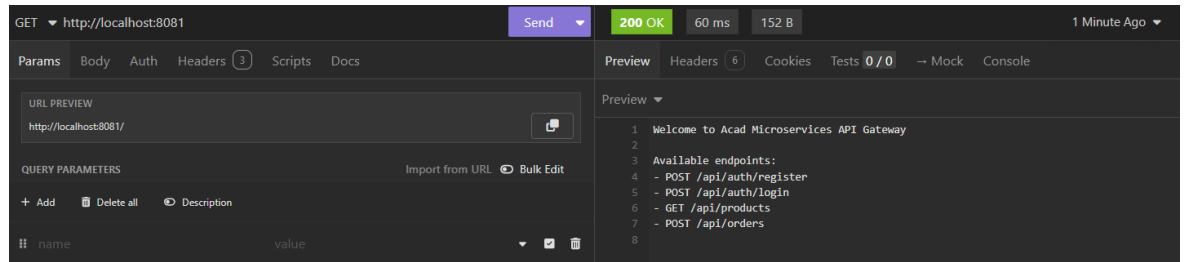 GET http://localhost:8081 Send
200 OK 60 ms 152 B 1 Minute Ago
Params Body Auth Headers 3 Scripts Docs
Preview Headers 6 Cookies Tests 0 / 0 → Mock Console
URL PREVIEW
http://localhost:8081/
QUERY PARAMETERS Import from URL Bulk Edit
+ Add Delete all Description
name value
Preview
1 Welcome to Acad Microservices API Gateway
2
3 Available endpoints:
4 - POST /api/auth/register
5 - POST /api/auth/login
6 - GET /api/products
7 - POST /api/orders
8